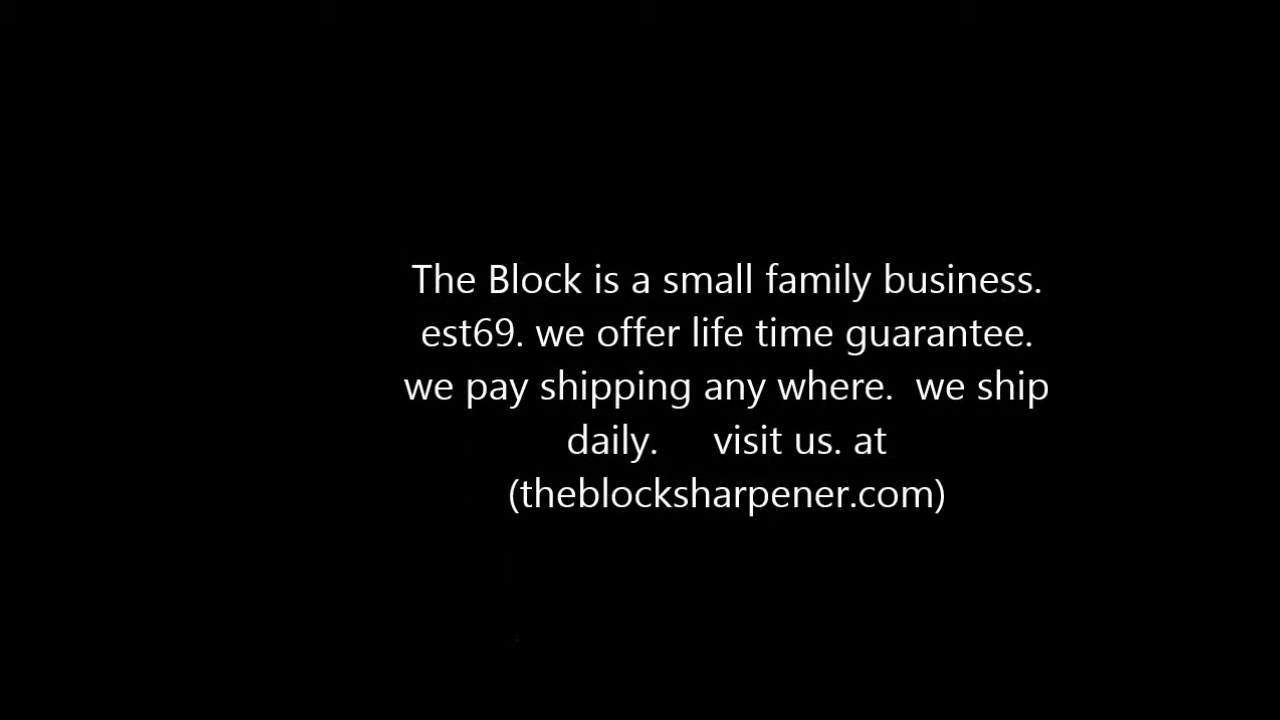 The Block is a small family business.
est69. we offer life time guarantee.
we pay shipping any where.  we ship
daily.     visit us. at
(theblocksharpener.com)